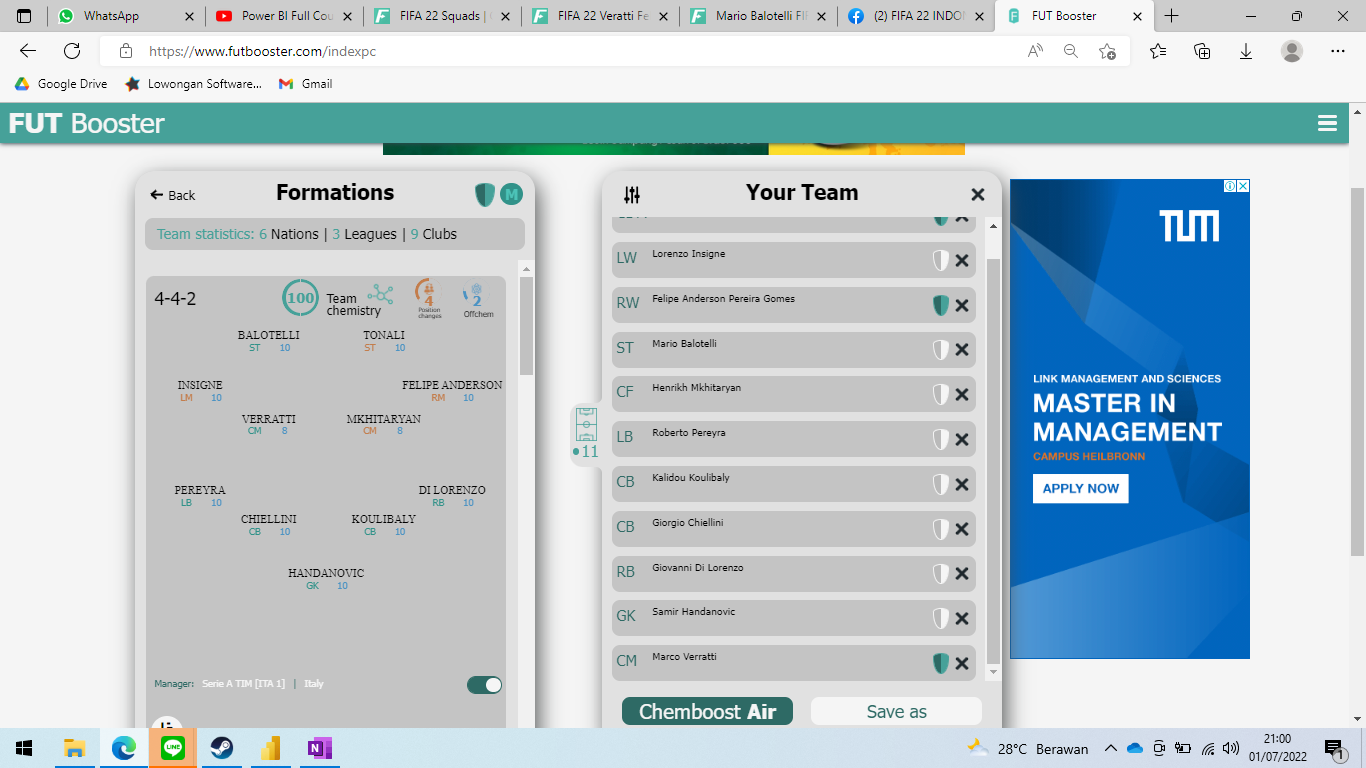 WhatsApp
Power BI Full Cou
FIFA 22 Squads |
FIFA 22 Veratti Fe
Mario Balotelli FI
(2) FIFA 22 INDO
FUT Booster
https://www.futbooster.com/indexpc
Google Drive
Lowongan Software...
Gmail
FUT Booster
Back
Formations
M
Team statistics: 6 Nations | 3 Leagues | 9 Clubs
4-4-2
100
Team chemistry
4
Position changes
2
Offchem
BALOTELLI
ST 10
TONALI
ST 10
INSIGNE
LM 10
FELIPE ANDERSON
RM 10
VERRATTI
CM 8
MKHITARYAN
CM 8
PEREYRA
LB 10
DI LORENZO
RB 10
CHIELLINI
CB 10
KOULIBALY
CB 10
HANDANOVIC
GK 10
Manager: Serie A TIM [ITA 1] | Italy
11
Your Team
LW Lorenzo Insigne
RW Felipe Anderson Pereira Gomes
ST Mario Balotelli
CF Henrikh Mkhitaryan
LB Roberto Pereyra
CB Kalidou Koulibaly
CB Giorgio Chiellini
RB Giovanni Di Lorenzo
GK Samir Handanovic
CM Marco Verratti
Chemboost Air
Save as
TUM
LINK MANAGEMENT AND SCIENCES
MASTER IN
MANAGEMENT
CAMPUS HEILBRONN
APPLY NOW
LINE
N
28°C Berawan
21:00
01/07/2022
1